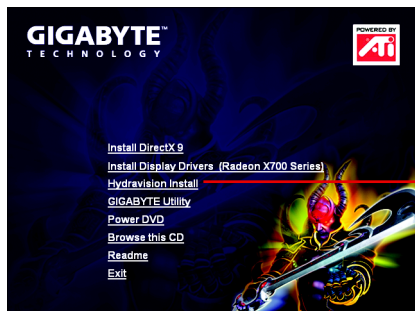 GIGABYTE™
TECHNOLOGY
POWERED BY
ATi
Install DirectX 9
Install Display Drivers (Radeon X700 Series)
Hydravision Install
GIGABYTE Utility
Power DVD
Browse this CD
Readme
Exit